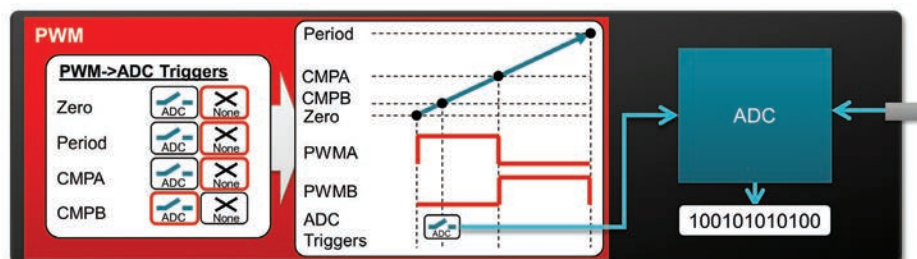 PWM
PWM->ADC Triggers
Zero ADC None
Period ADC None
CMPA ADC None
CMPB ADC None
Period
CMPA
CMPB
Zero
PWMA
PWMB
ADC
Triggers
ADC
ADC
100101010100